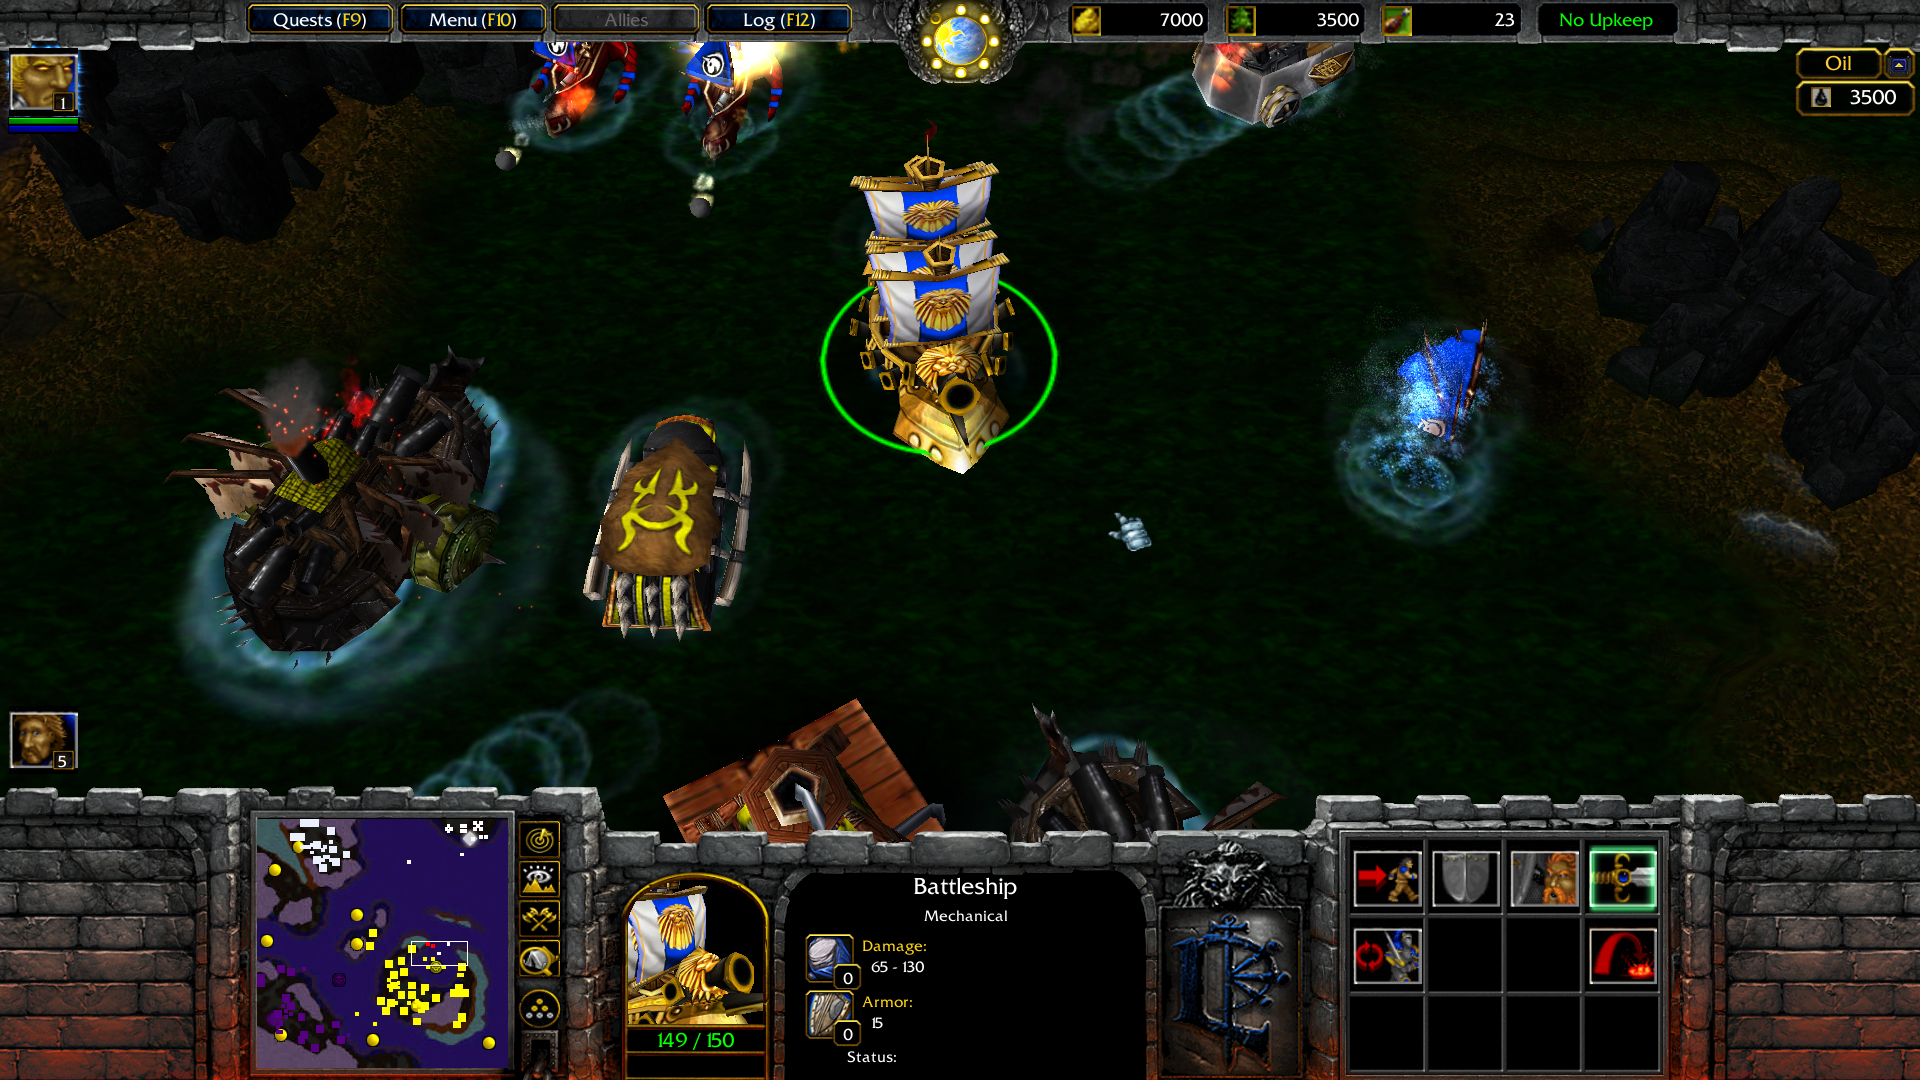 Quests (F9)
Menu (F10)
Allies
Log (F12)
7000
3500
23
No Upkeep
Oil
3500
1
5
Battleship
Mechanical
Damage:
65 - 130
0
Armor:
15
0
Status:
149 / 150